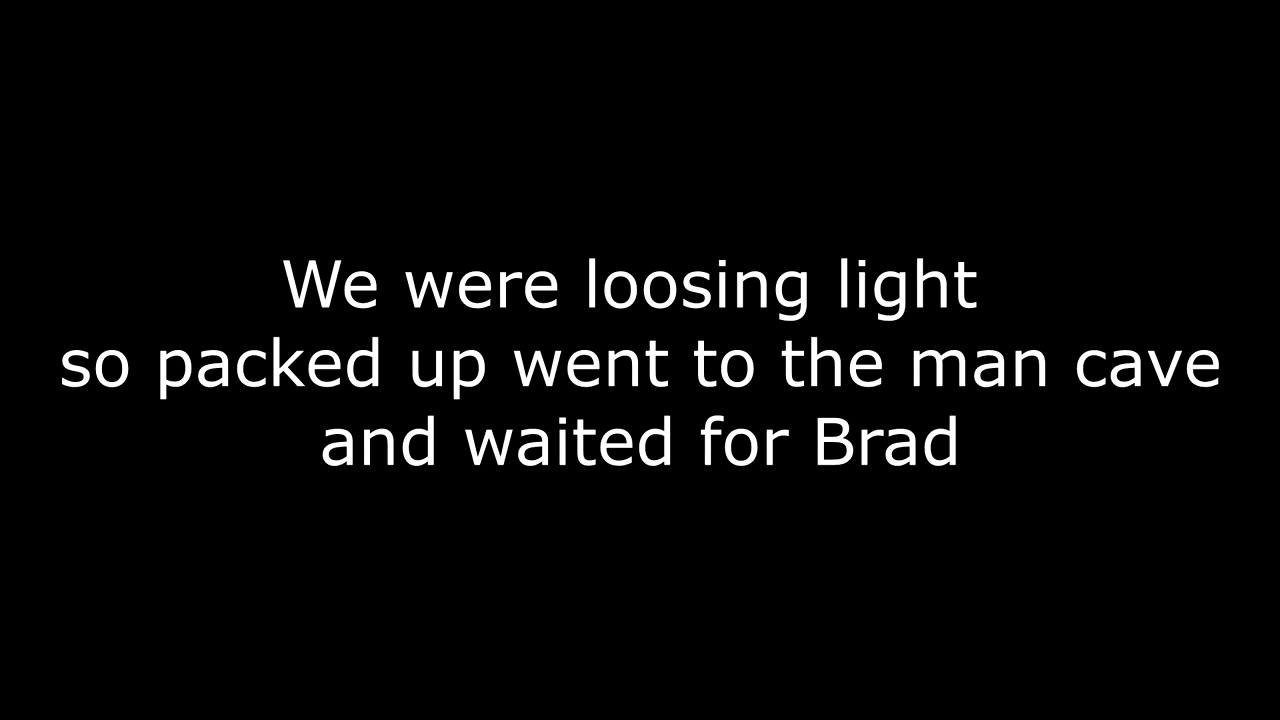 We were loosing light
so packed up went to the man cave
and waited for Brad